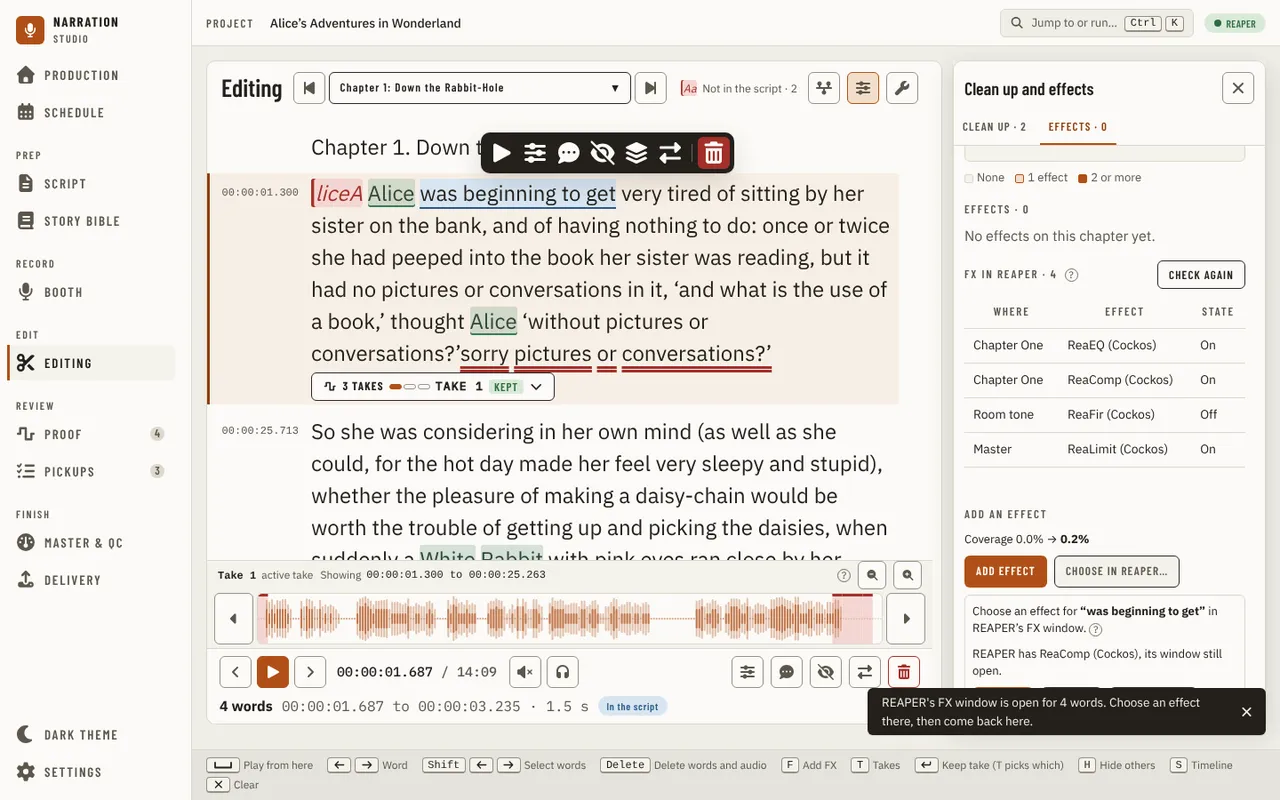 NARRATION
STUDIO
PRODUCTION
SCHEDULE
PREP
SCRIPT
STORY BIBLE
RECORD
BOOTH
EDIT
EDITING
REVIEW
PROOF 4
PICKUPS 3
FINISH
MASTER & QC
DELIVERY
DARK THEME
SETTINGS
PROJECT Alice's Adventures in Wonderland
Jump to or run... Ctrl K
REAPER
Editing
Chapter 1: Down the Rabbit-Hole
Aa Not in the script · 2
Chapter 1. Down t
00:00:01.300
liceA Alice was beginning to get very tired of sitting by her
sister on the bank, and of having nothing to do: once or twice
she had peeped into the book her sister was reading, but it
had no pictures or conversations in it, ‘and what is the use of
a book,’ thought Alice ‘without pictures or
conversations?’sorry pictures or conversations?’
3 TAKES TAKE 1 KEPT
00:00:25.713
So she was considering in her own mind (as well as she
could, for the hot day made her feel very sleepy and stupid),
whether the pleasure of making a daisy-chain would be
worth the trouble of getting up and picking the daisies, when
suddenly a White Rabbit with pink eyes ran close by her
Take 1 active take Showing 00:00:01.300 to 00:00:25.263 ?
00:00:01.687 / 14:09
4 words 00:00:01.687 to 00:00:03.235 · 1.5 s In the script
Clean up and effects
CLEAN UP · 2 EFFECTS · 0
None 1 effect 2 or more
EFFECTS · 0
No effects on this chapter yet.
FX IN REAPER · 4 ? CHECK AGAIN
WHERE EFFECT STATE
Chapter One ReaEQ (Cockos) On
Chapter One ReaComp (Cockos) On
Room tone ReaFir (Cockos) Off
Master ReaLimit (Cockos) On
ADD AN EFFECT
Coverage 0.0% → 0.2%
ADD EFFECT CHOOSE IN REAPER...
Choose an effect for “was beginning to get” in
REAPER's FX window. ?
REAPER has ReaComp (Cockos), its window still
open.
REAPER's FX window is open for 4 words. Choose an effect
there, then come back here.
Play from here ← → Word Shift ← → Select words Delete Delete words and audio F Add FX T Takes ↵ Keep take (T picks which) H Hide others S Timeline
✕ Clear